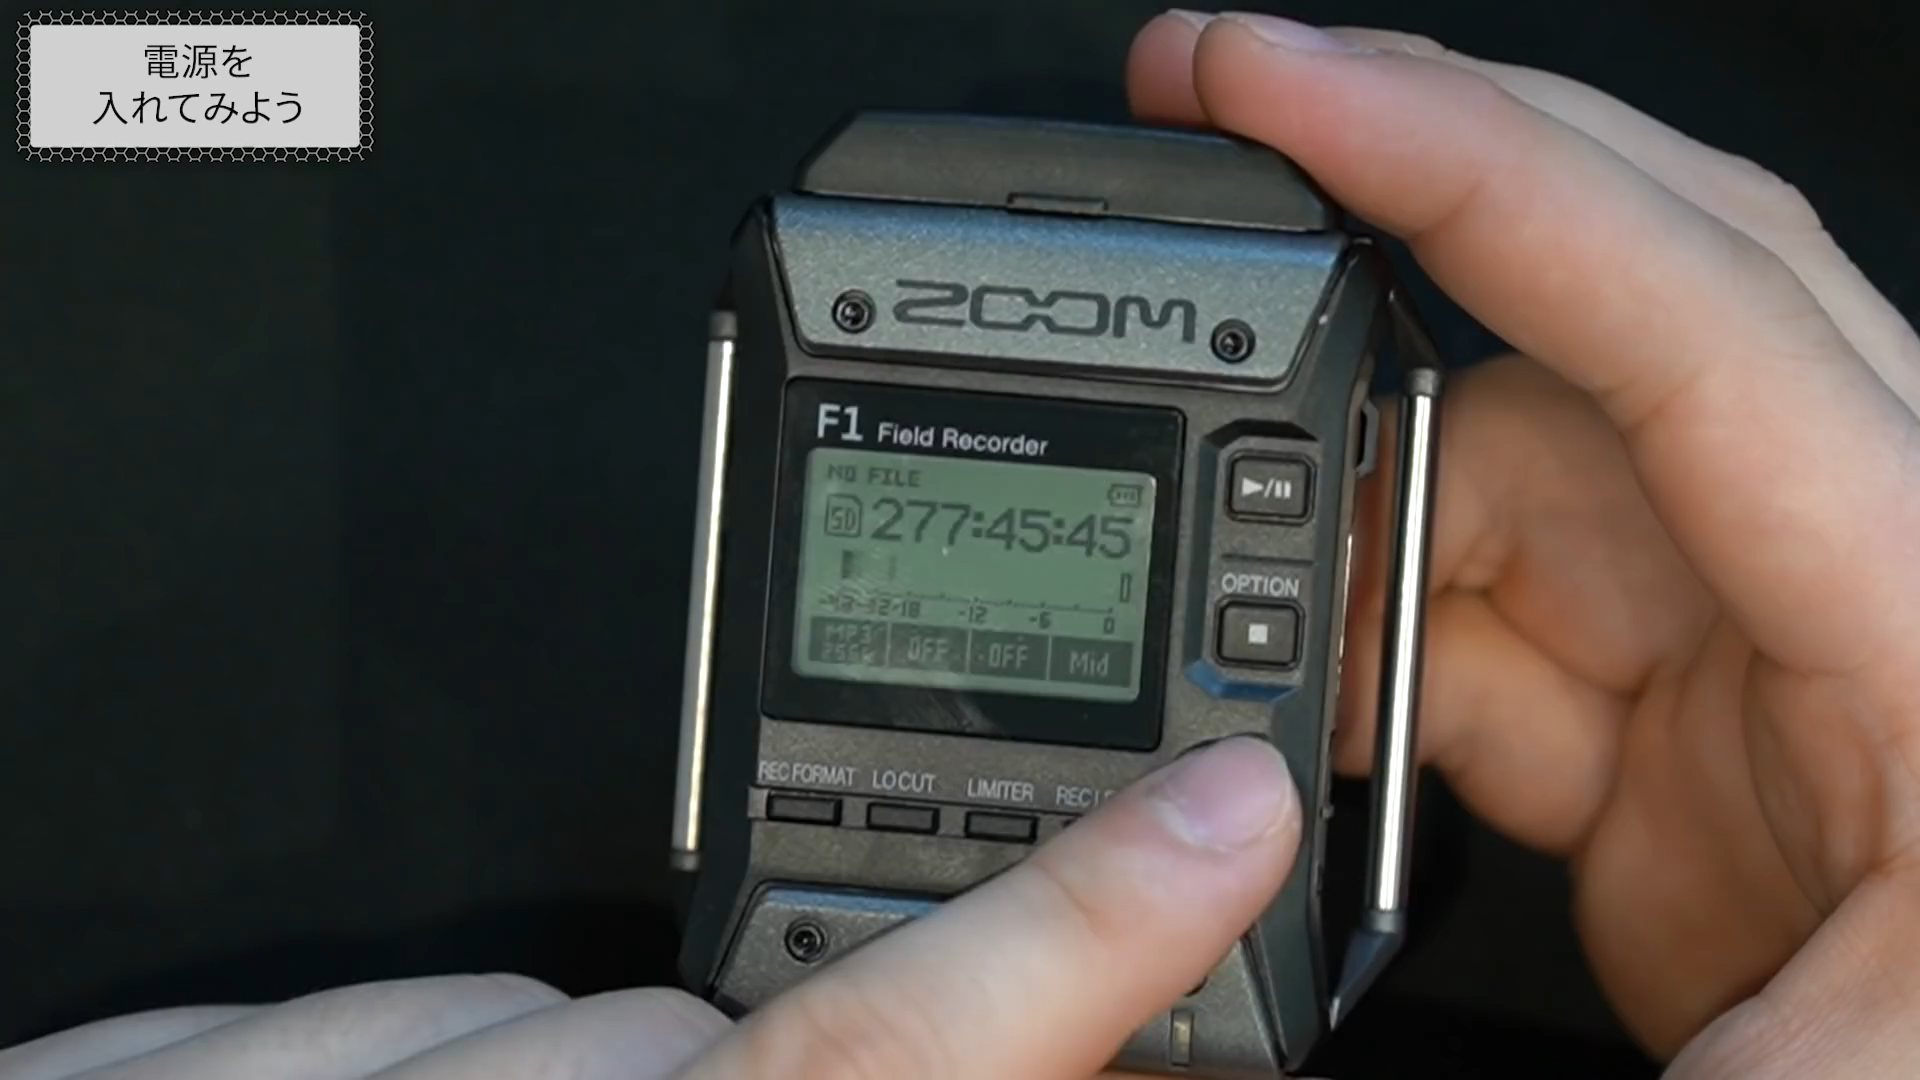 電源を
入れてみよう
ZOOM
F1 Field Recorder
NO FILE
SD 277:45:45
-48 -32 -18 -12 -6 0
MP3 OFF OFF Mid
OPTION
REC FORMAT LO CUT LIMITER REC